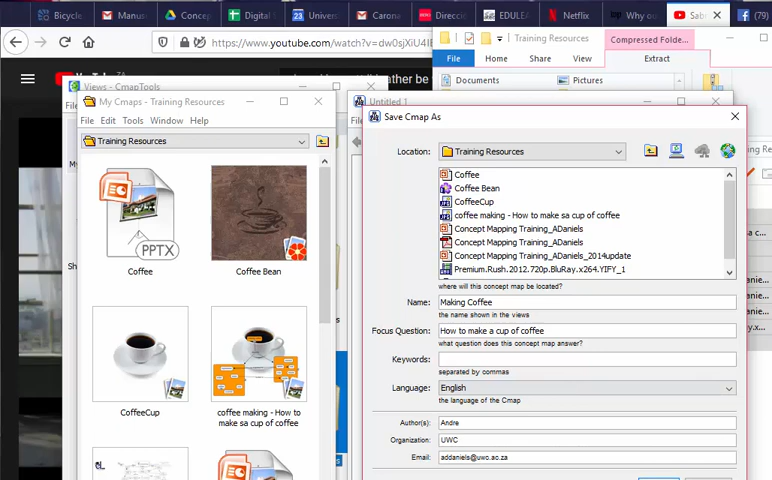 Bicycle
Manus
Concep
Digital
Univers
Carona
Direccic
EDULEA
Netflix
Why ou
Sab
(79)
https://www.youtube.com/watch?v=dw0sjXiU4lE
Training Resources
Compressed Folde
File
Home
Share
View
Extract
Documents
Pictures
Views - CmapTools
My Cmaps - Training Resources
File Edit Tools Window Help
Training Resources
Coffee
Coffee Bean
CoffeeCup
coffee making - How to
make sa cup of coffee
PPTX
Untitled 1
Save Cmap As
Location:
Training Resources
Coffee
Coffee Bean
CoffeeCup
coffee making - How to make sa cup of coffee
Concept Mapping Training_ADaniels
Concept Mapping Training_ADaniels
Concept Mapping Training_ADaniels_2014update
Premium.Rush.2012.720p.BluRay.x264.YIFY_1
where will this concept map be located?
Name: Making Coffee
the name shown in the views
Focus Question: How to make a cup of coffee
what question does this concept map answer?
Keywords:
separated by commas
Language: English
the language of the Cmap
Author(s): Andre
Organization: UWC
Email: addaniels@uwc.ac.za